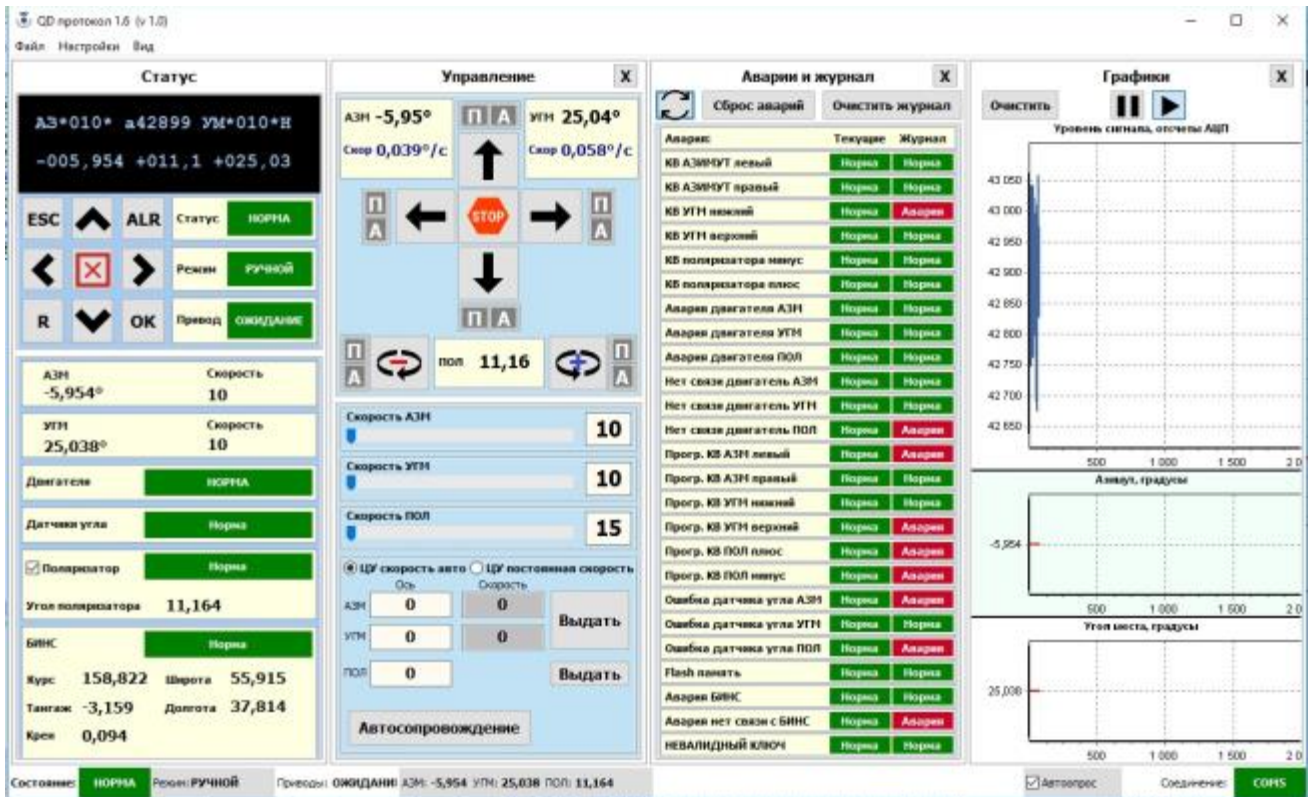 QD протокол 1.6 (v 1.0)
Файл Настройки Вид
Статус
АЗ*010* a42899 УМ*010*Н
-005,954 +011,1 +025,03
ESC ALR Статус НОРМА
Режим РУЧНОЙ
R OK Привод ОЖИДАНИЕ
АЗМ Скорость
-5,954° 10
УГМ Скорость
25,038° 10
Двигатели НОРМА
Датчики угла Норма
Поляризатор Норма
Угол поляризатора 11,164
БИНС Норма
Курс 158,822 Широта 55,915
Тангаж -3,159 Долгота 37,814
Крен 0,094
Управление X
АЗМ -5,95° П А УГМ 25,04°
Скор 0,039°/с Скор 0,058°/с
П А STOP П А
П А
П А пол 11,16 П А
Скорость АЗМ 10
Скорость УГМ 10
Скорость ПОЛ 15
ЦУ скорость авто ЦУ постоянная скорость
Ось Скорость
АЗМ 0 0 Выдать
УГМ 0 0
ПОЛ 0 Выдать
Автосопровождение
Аварии и журнал X
Сброс аварий Очистить журнал
Аварии: Текущие Журнал
КВ АЗИМУТ левый Норма Норма
КВ АЗИМУТ правый Норма Норма
КВ УГМ нижний Норма Авария
КВ УГМ верхний Норма Норма
КВ поляризатора минус Норма Норма
КВ поляризатора плюс Норма Норма
Авария двигателя АЗМ Норма Норма
Авария двигателя УГМ Норма Норма
Авария двигателя ПОЛ Норма Норма
Нет связи двигатель АЗМ Норма Норма
Нет связи двигатель УГМ Норма Норма
Нет связи двигатель ПОЛ Норма Авария
Прогр. КВ АЗМ левый Норма Авария
Прогр. КВ АЗМ правый Норма Норма
Прогр. КВ УГМ нижний Норма Норма
Прогр. КВ УГМ верхний Норма Авария
Прогр. КВ ПОЛ плюс Норма Авария
Прогр. КВ ПОЛ минус Норма Авария
Ошибка датчика угла АЗМ Норма Авария
Ошибка датчика угла УГМ Норма Норма
Ошибка датчика угла ПОЛ Норма Авария
Flash память Норма Норма
Авария БИНС Норма Норма
Авария нет связи с БИНС Норма Авария
НЕВАЛИДНЫЙ КЛЮЧ Норма Норма
Графики X
Очистить
Уровень сигнала, отсчеты АЦП
43 050
43 000
42 950
42 900
42 850
42 800
42 750
42 700
42 650
500 1 000 1 500 2 0
Азимут, градусы
-5,954
500 1 000 1 500 2 0
Угол места, градусы
25,038
500 1 000 1 500 2 0
Состояние: НОРМА Режим: РУЧНОЙ Приводы: ОЖИДАНИ АЗМ: -5,954 УГМ: 25,038 ПОЛ: 11,164 Автоопрос Соединение: COM5